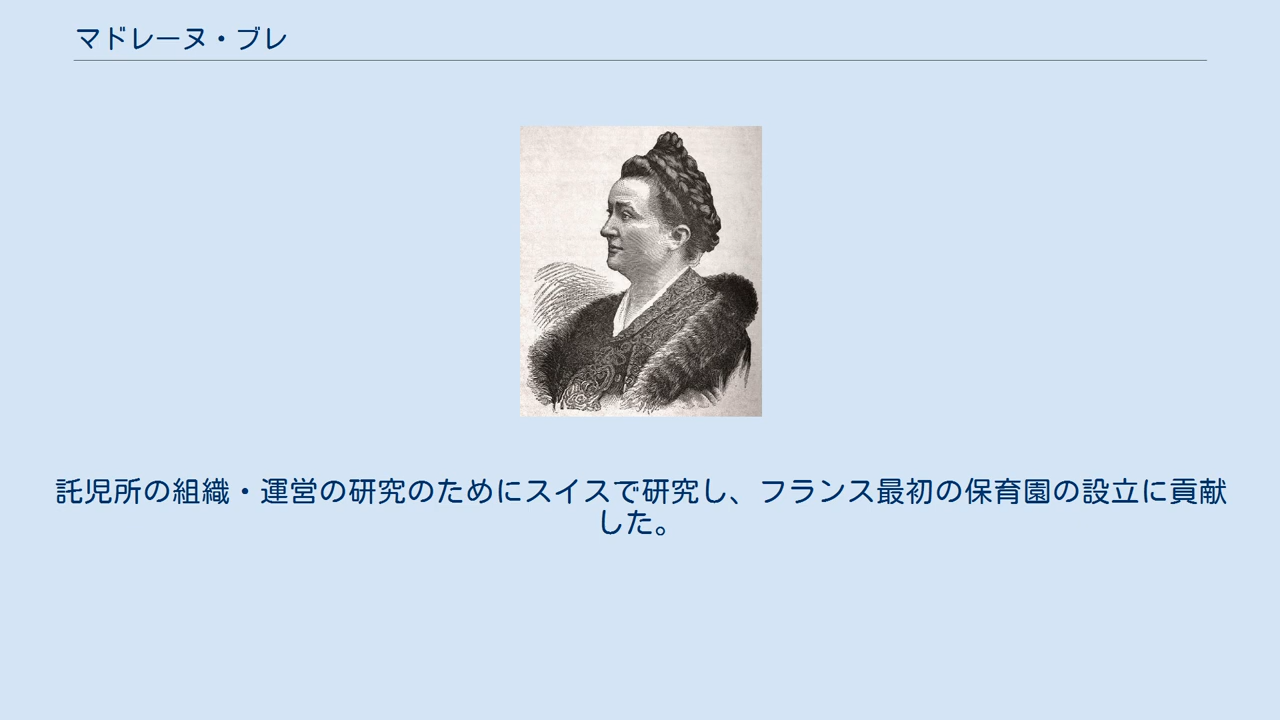 マドレーヌ・ブレ
託児所の組織・運営の研究のためにスイスで研究し、フランス最初の保育園の設立に貢献
した。